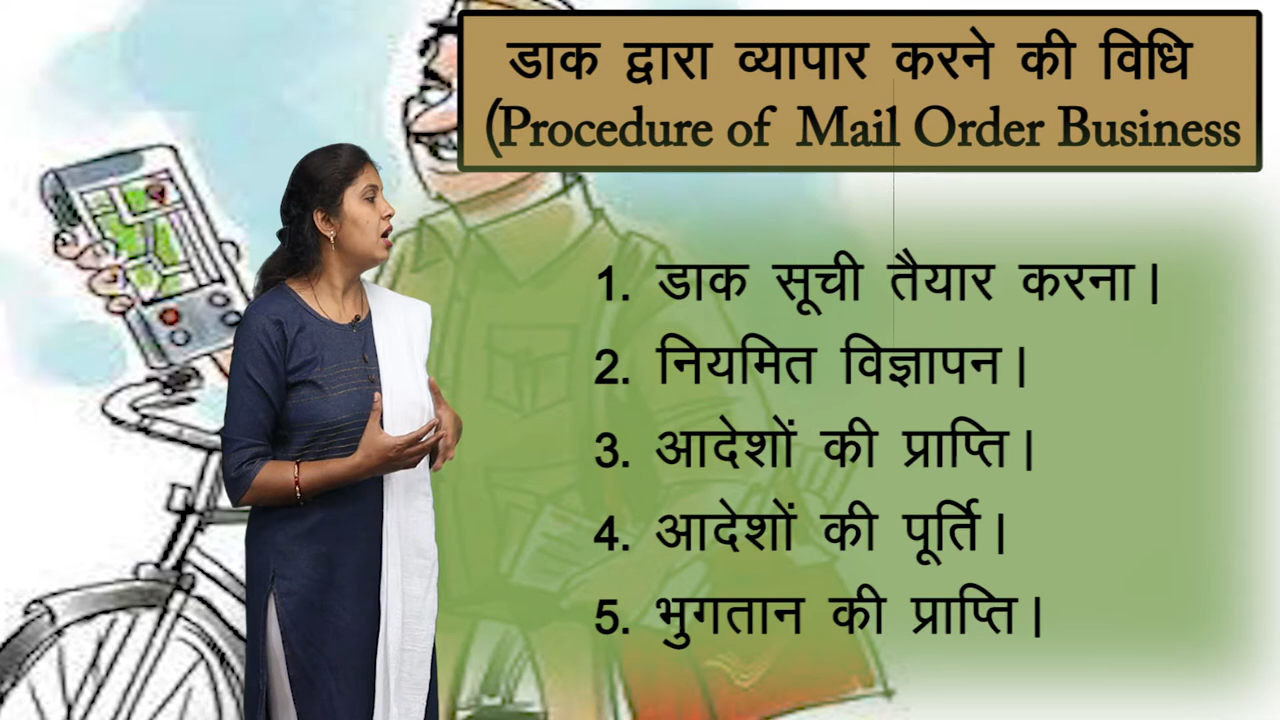 डाक द्वारा व्यापार करने की विधि
(Procedure of Mail Order Business
1. डाक सूची तैयार करना।
2. नियमित विज्ञापन।
3. आदेशों की प्राप्ति।
4. आदेशों की पूर्ति।
5. भुगतान की प्राप्ति।